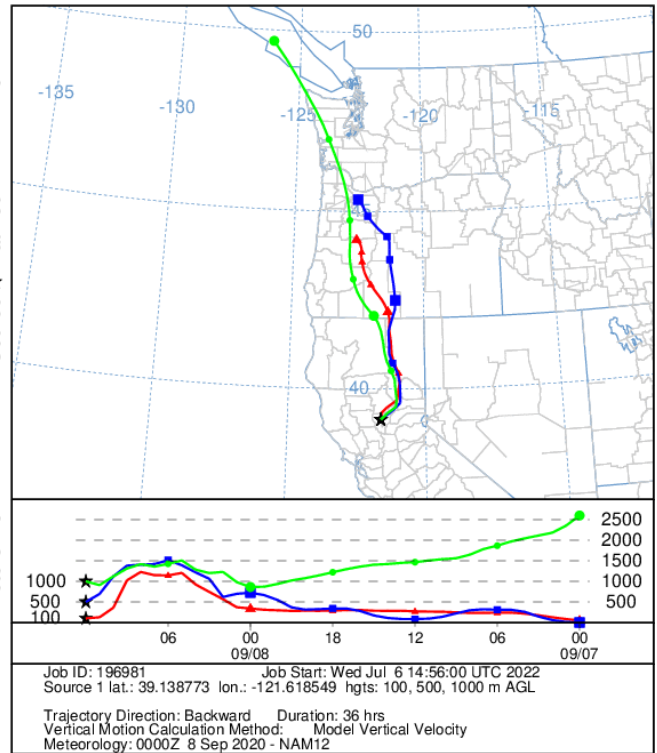 50
-135
-130
-125
-120
-115
45
40
2500
2000
1500
1000 1000
500 500
100
06 00 18 12 06 00
09/08 09/07
Job ID: 196981 Job Start: Wed Jul 6 14:56:00 UTC 2022
Source 1 lat.: 39.138773 lon.: -121.618549 hgts: 100, 500, 1000 m AGL
Trajectory Direction: Backward Duration: 36 hrs
Vertical Motion Calculation Method: Model Vertical Velocity
Meteorology: 0000Z 8 Sep 2020 - NAM12